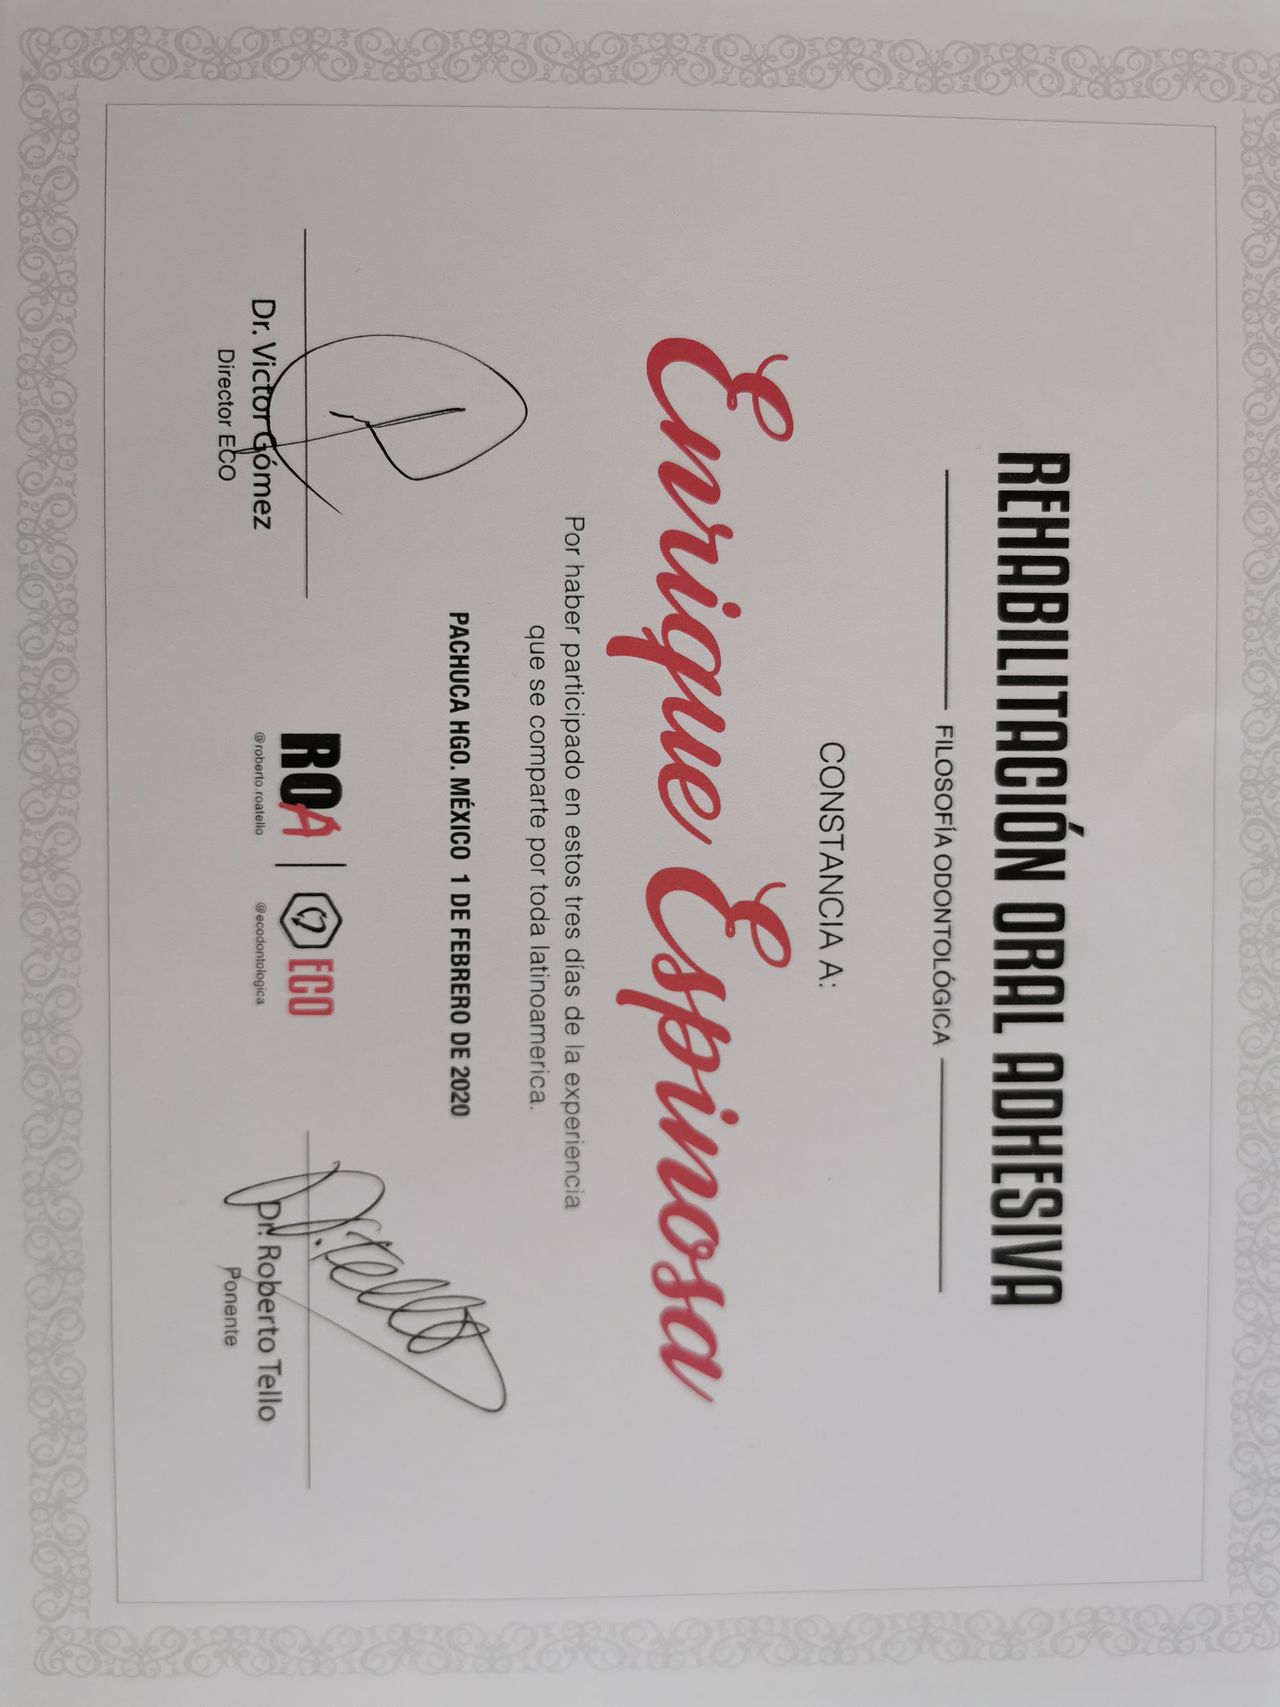 REHABILITACIÓN ORAL ADHESIVA
FILOSOFÍA ODONTOLÓGICA
CONSTANCIA A:
Enrique Espinosa
Por haber participado en estos tres días de la experiencia
que se comparte por toda latinoamerica.
PACHUCA HGO. MÉXICO 1 DE FEBRERO DE 2020
Dr. Victor Gómez
Director ECO
ROA
@roberto.roatello
ECO
@ecodontologica
D.Tello
Dr. Roberto Tello
Ponente